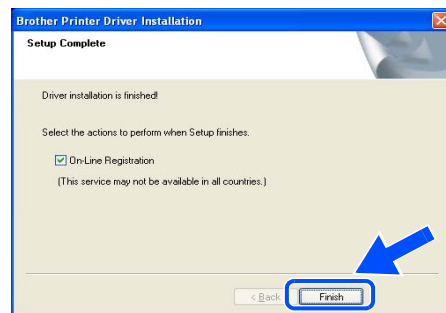 Brother Printer Driver Installation
Setup Complete
Driver installation is finished!
Select the actions to perform when Setup finishes.
On-Line Registration
(This service may not be available in all countries.)
< Back
Finish